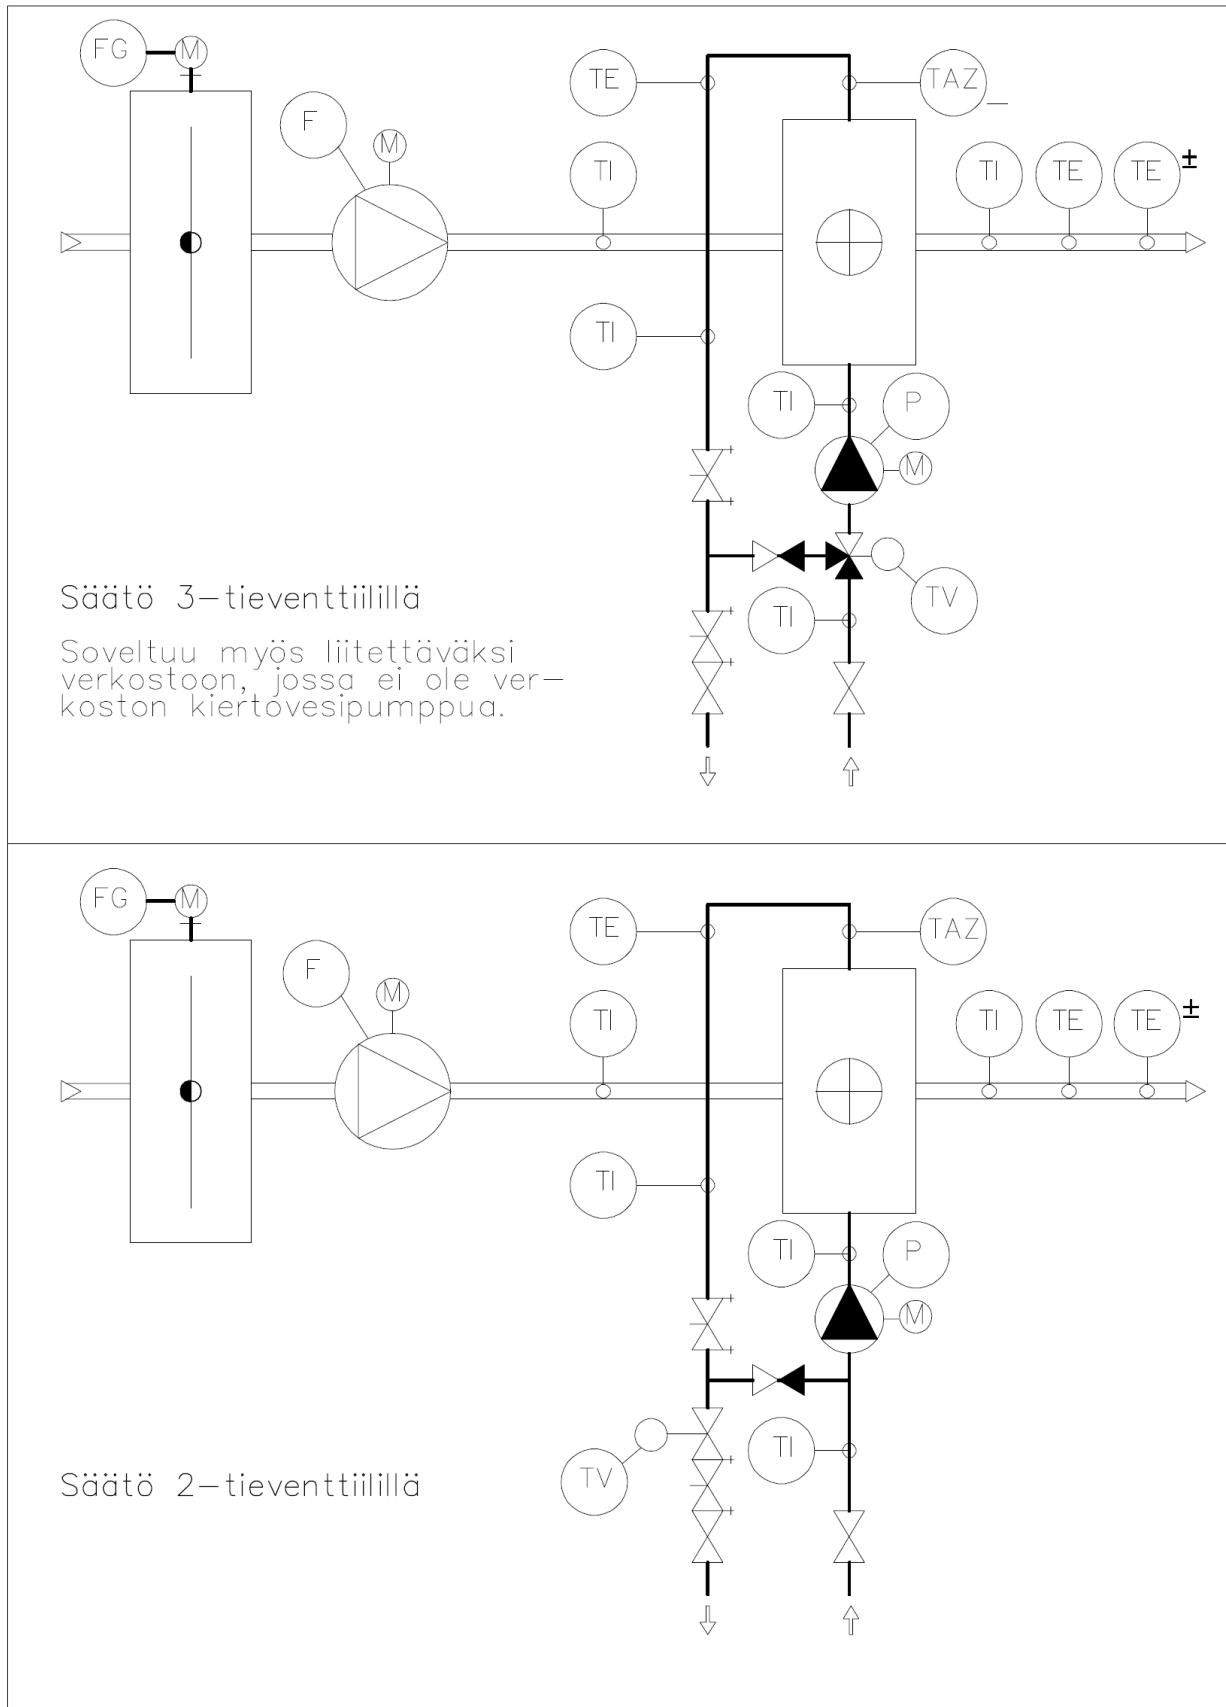 FG M
F
M
TE
TAZ
TI
TI TE TE ±
TI
TI
P
M
TV
TI
Säätö 3-tieventtiilillä
Soveltuu myös liitettäväksi
verkostoon, jossa ei ole ver-
koston kiertovesipumppua.
FG M
F
M
TE
TAZ
TI
TI TE TE ±
TI
TI
P
M
TI
TV
Säätö 2-tieventtiilillä